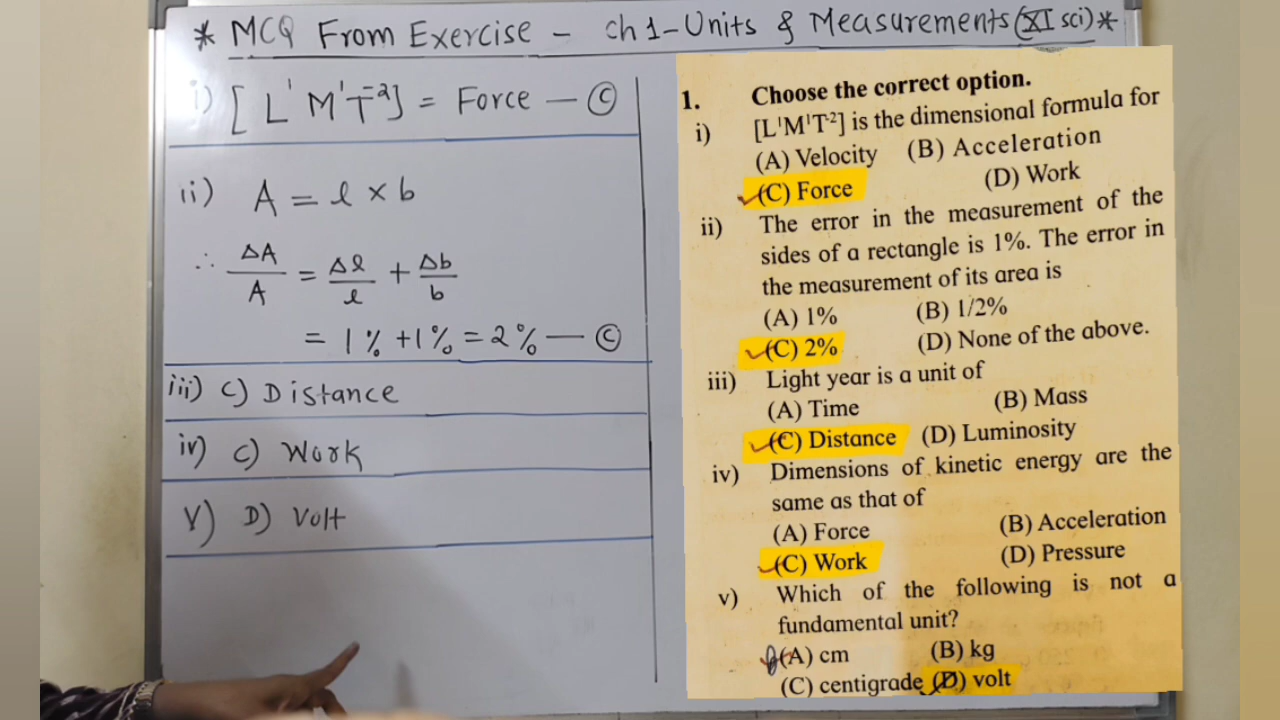 * MCQ From Exercise - Ch 1 - Units & Measurements (XI sci) *
i) [L¹M¹T⁻²] = Force — Ⓒ
ii) A = l × b
∴ ΔA/A = Δl/l + Δb/b
= 1% + 1% = 2% — Ⓒ
iii) C) Distance
iv) C) Work
V) D) Volt
1. Choose the correct option.
i) [L¹M¹T⁻²] is the dimensional formula for
(A) Velocity (B) Acceleration
(C) Force (D) Work
ii) The error in the measurement of the
sides of a rectangle is 1%. The error in
the measurement of its area is
(A) 1% (B) 1/2%
(C) 2% (D) None of the above.
iii) Light year is a unit of
(A) Time (B) Mass
(C) Distance (D) Luminosity
iv) Dimensions of kinetic energy are the
same as that of
(A) Force (B) Acceleration
(C) Work (D) Pressure
v) Which of the following is not a
fundamental unit?
(A) cm (B) kg
(C) centigrade (D) volt